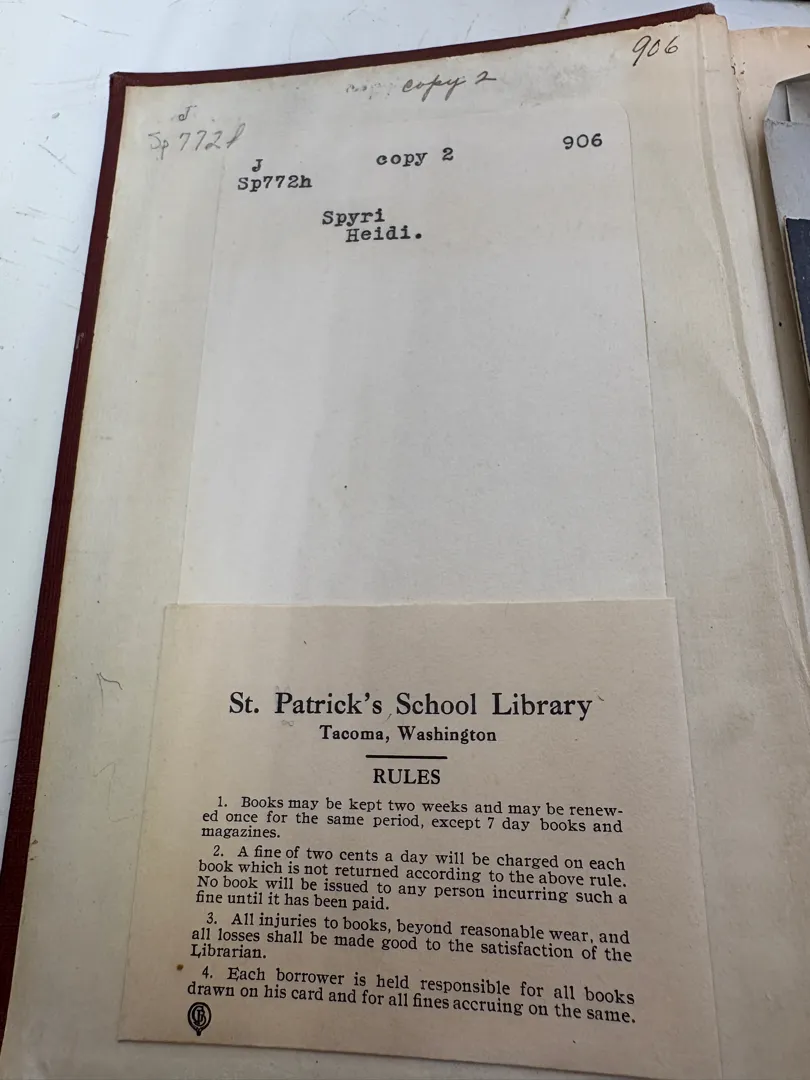 906
copy 2
J
Sp 772h
J copy 2 906
Sp772h
Spyri
Heidi.
St. Patrick's School Library
Tacoma, Washington
RULES
1. Books may be kept two weeks and may be renew-
ed once for the same period, except 7 day books and
magazines.
2. A fine of two cents a day will be charged on each
book which is not returned according to the above rule.
No book will be issued to any person incurring such a
fine until it has been paid.
3. All injuries to books, beyond reasonable wear, and
all losses shall be made good to the satisfaction of the
Librarian.
4. Each borrower is held responsible for all books
drawn on his card and for all fines accruing on the same.